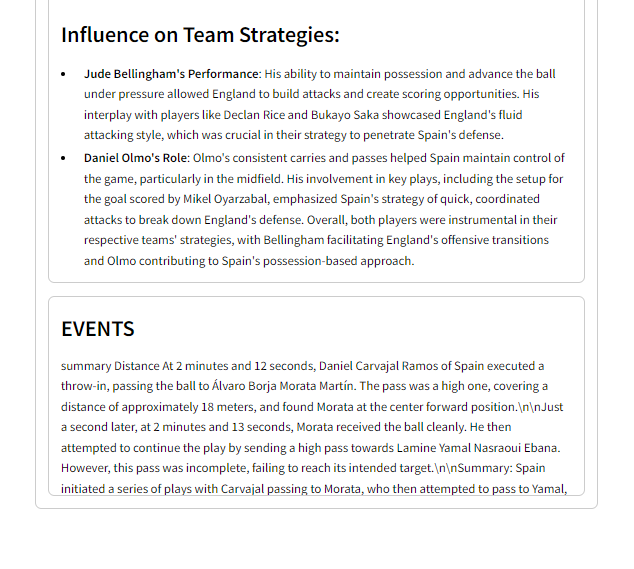 Influence on Team Strategies:
• Jude Bellingham's Performance: His ability to maintain possession and advance the ball
under pressure allowed England to build attacks and create scoring opportunities. His
interplay with players like Declan Rice and Bukayo Saka showcased England's fluid
attacking style, which was crucial in their strategy to penetrate Spain's defense.
• Daniel Olmo's Role: Olmo's consistent carries and passes helped Spain maintain control of
the game, particularly in the midfield. His involvement in key plays, including the setup for
the goal scored by Mikel Oyarzabal, emphasized Spain's strategy of quick, coordinated
attacks to break down England's defense. Overall, both players were instrumental in their
respective teams' strategies, with Bellingham facilitating England's offensive transitions
and Olmo contributing to Spain's possession-based approach.
EVENTS
summary Distance At 2 minutes and 12 seconds, Daniel Carvajal Ramos of Spain executed a
throw-in, passing the ball to Álvaro Borja Morata Martín. The pass was a high one, covering a
distance of approximately 18 meters, and found Morata at the center forward position.\n\nJust
a second later, at 2 minutes and 13 seconds, Morata received the ball cleanly. He then
attempted to continue the play by sending a high pass towards Lamine Yamal Nasraoui Ebana.
However, this pass was incomplete, failing to reach its intended target.\n\nSummary: Spain
initiated a series of plays with Carvajal passing to Morata, who then attempted to pass to Yamal,